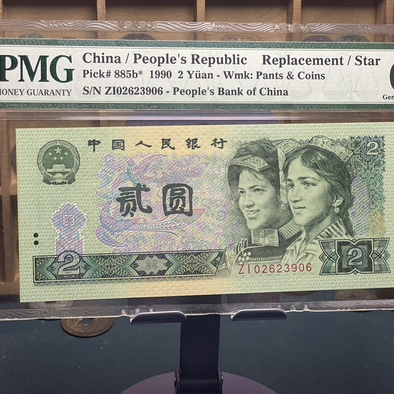 PMG
MONEY GUARANTY
China / People's Republic Replacement / Star
Pick# 885b* 1990 2 Yüan - Wmk: Pants & Coins
S/N ZI02623906 - People's Bank of China
Gen
中国人民银行
2
贰圆
2
ZI02623906
2